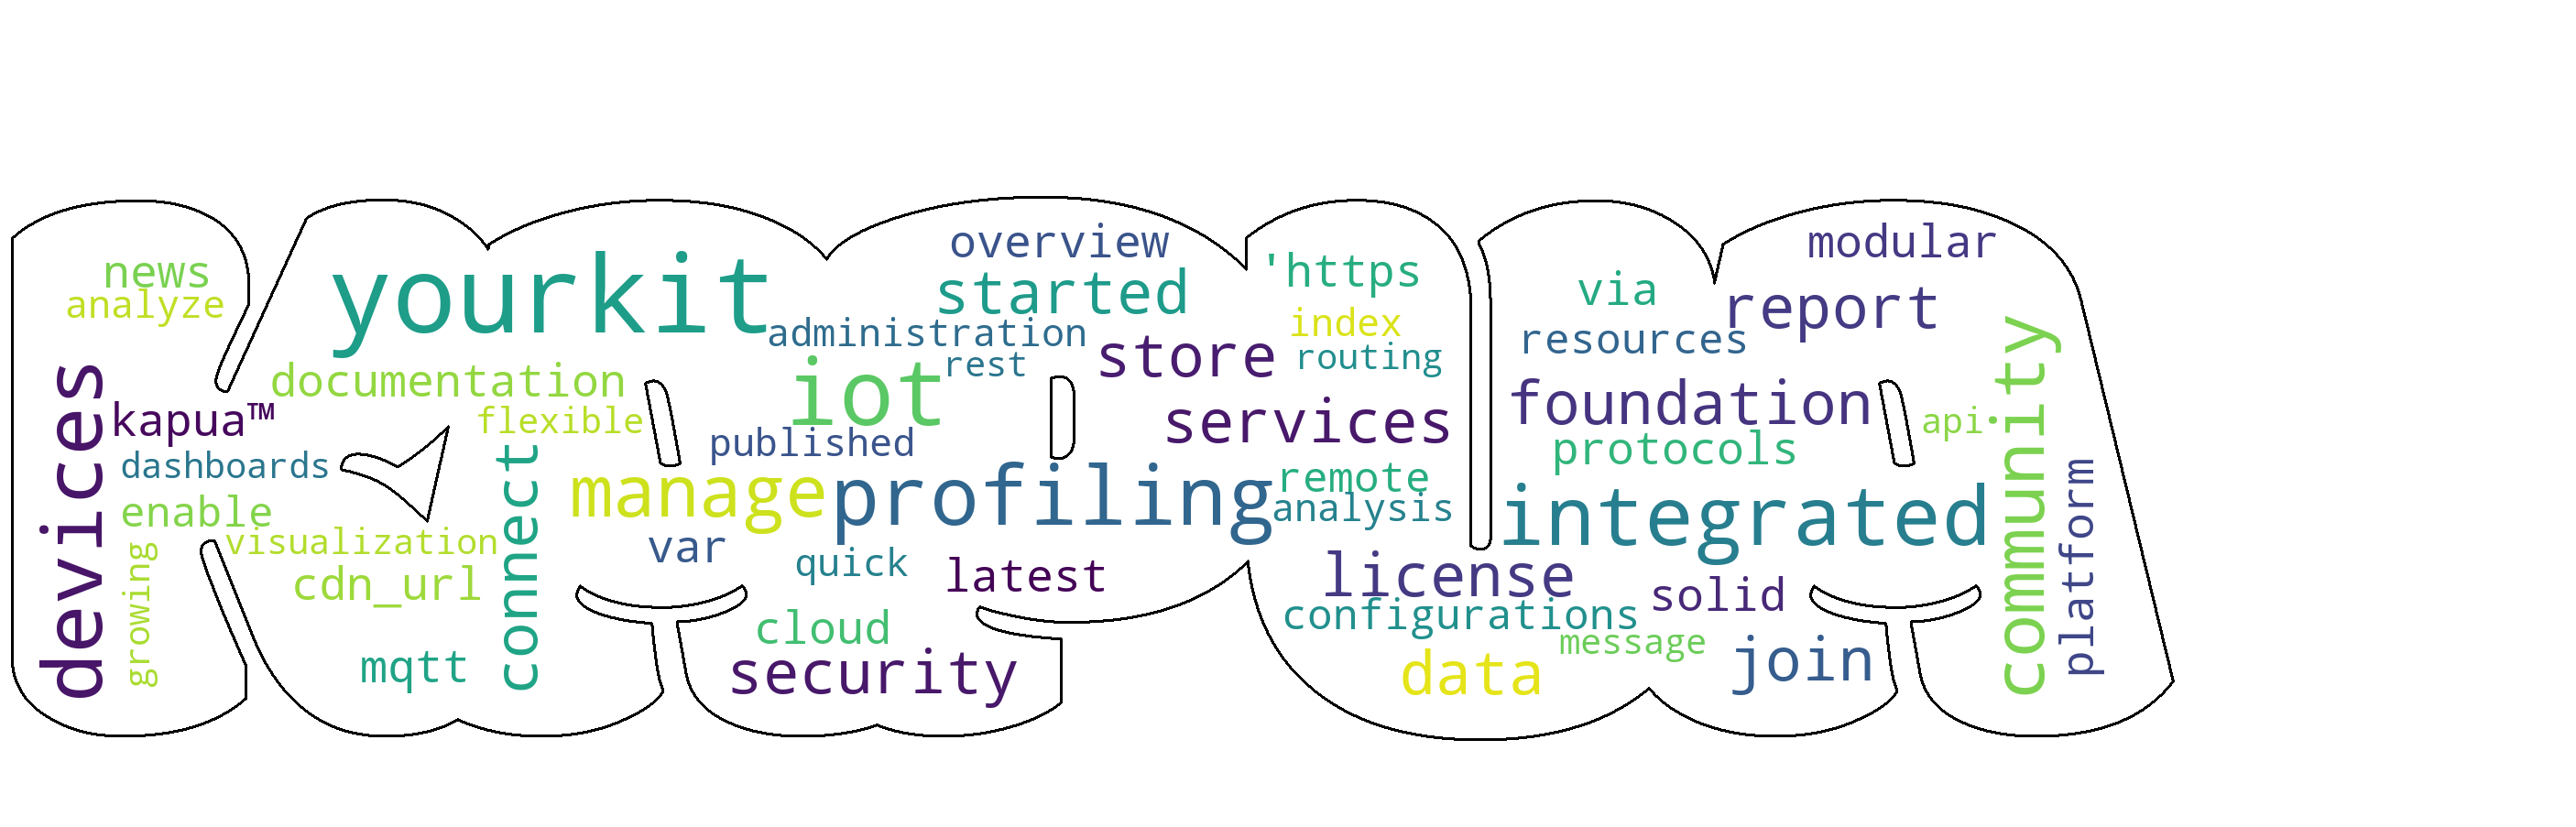 news
analyze
devices
kapua™
dashboards
enable
growing
visualization
cdn_url
mqtt
documentation
flexible
connect
yourkit
administration
iot
rest
published
manage
profiling
var
quick
latest
cloud
security
overview
started
store
services
'https
index
routing
remote
analysis
license
configurations
message
data
solid
join
via
resources
report
modular
foundation
protocols
integrated
api
community
platform